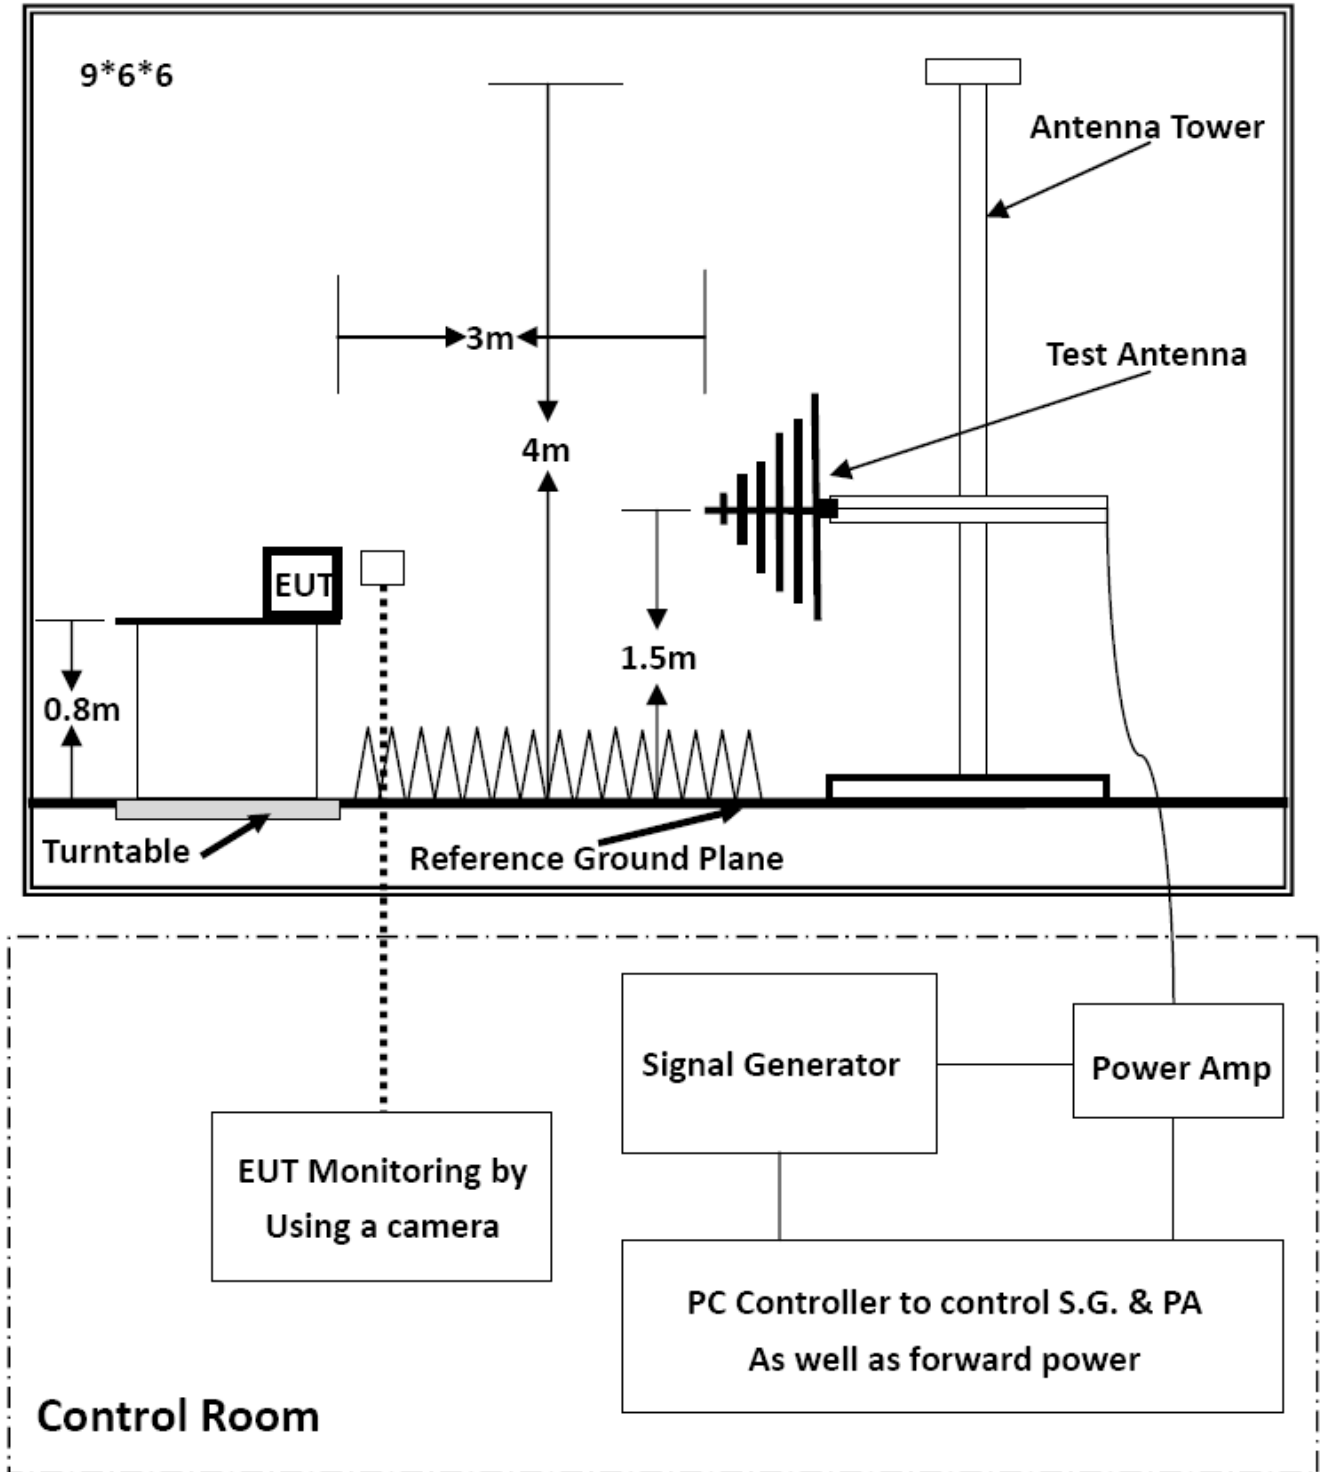 9*6*6
Antenna Tower
3m
Test Antenna
4m
EUT
1.5m
0.8m
Turntable
Reference Ground Plane
Signal Generator
Power Amp
EUT Monitoring by
Using a camera
PC Controller to control S.G. & PA
As well as forward power
Control Room